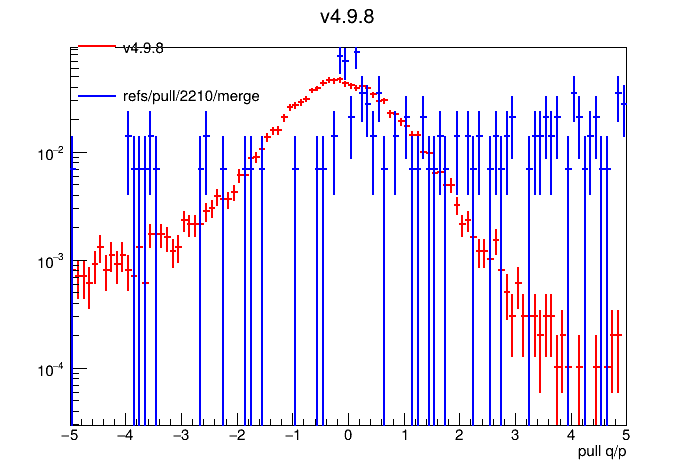 v4.9.8
v4.9.8
refs/pull/2210/merge
10⁻²
10⁻³
10⁻⁴
−5 −4 −3 −2 −1 0 1 2 3 4 5
pull q/p